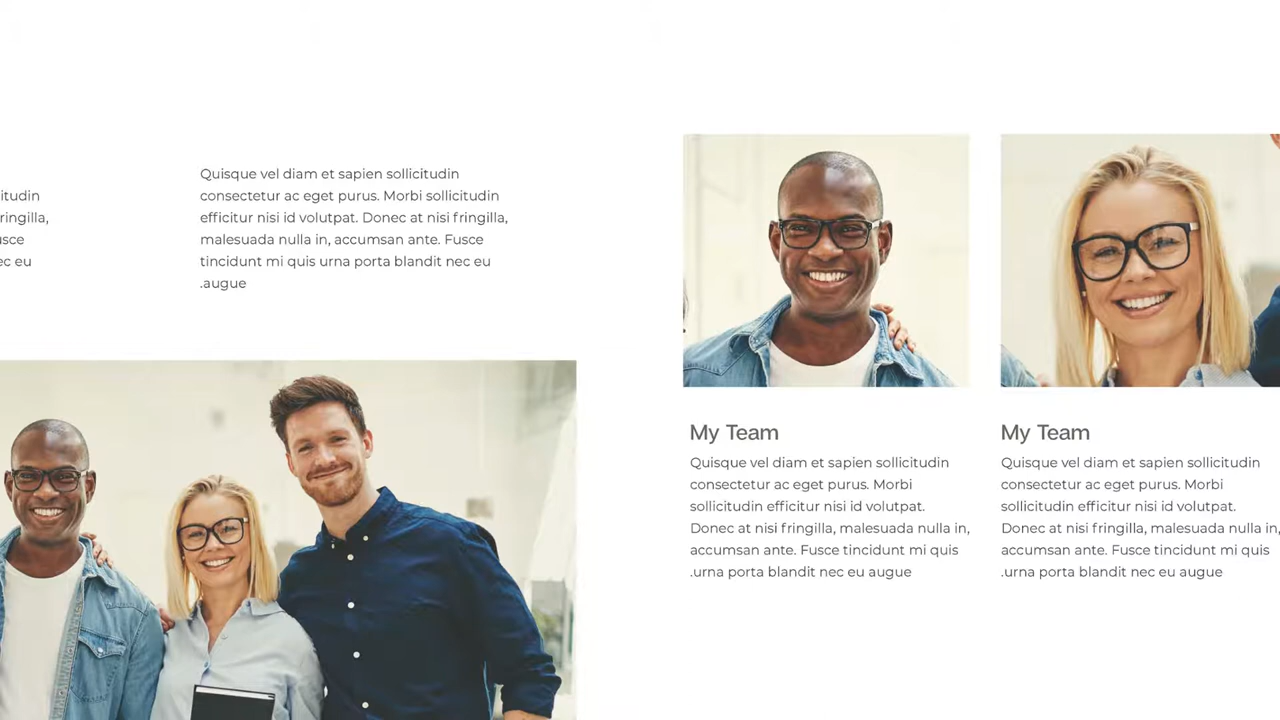 itudin
ringilla,
usce
ec eu
Quisque vel diam et sapien sollicitudin
consectetur ac eget purus. Morbi sollicitudin
efficitur nisi id volutpat. Donec at nisi fringilla,
malesuada nulla in, accumsan ante. Fusce
tincidunt mi quis urna porta blandit nec eu
.augue
My Team
Quisque vel diam et sapien sollicitudin
consectetur ac eget purus. Morbi
sollicitudin efficitur nisi id volutpat.
Donec at nisi fringilla, malesuada nulla in,
accumsan ante. Fusce tincidunt mi quis
.urna porta blandit nec eu augue
My Team
Quisque vel diam et sapien sollicitudin
consectetur ac eget purus. Morbi
sollicitudin efficitur nisi id volutpat.
Donec at nisi fringilla, malesuada nulla in,
accumsan ante. Fusce tincidunt mi quis
.urna porta blandit nec eu augue